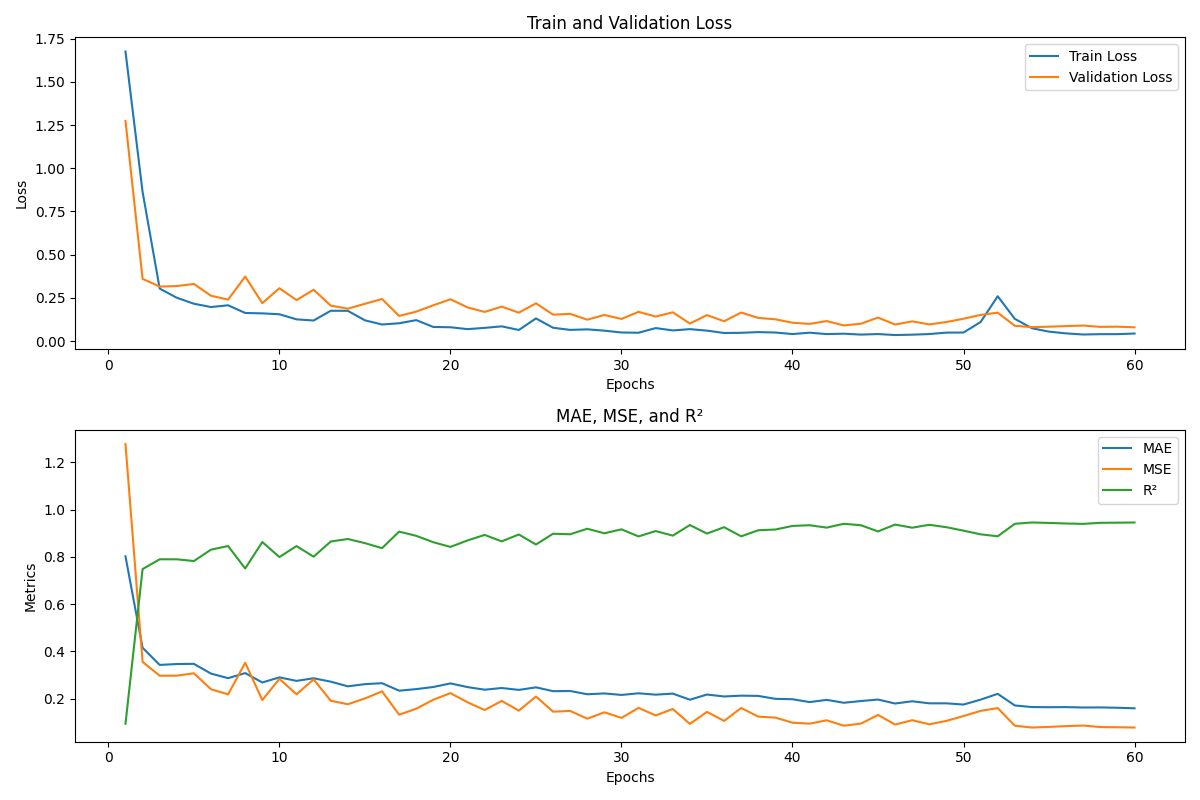 Train and Validation Loss
1.75
1.50
1.25
1.00
0.75
0.50
0.25
0.00
Loss
Train Loss
Validation Loss
0 10 20 30 40 50 60
Epochs
MAE, MSE, and R²
1.2
1.0
0.8
0.6
0.4
0.2
Metrics
MAE
MSE
R²
0 10 20 30 40 50 60
Epochs